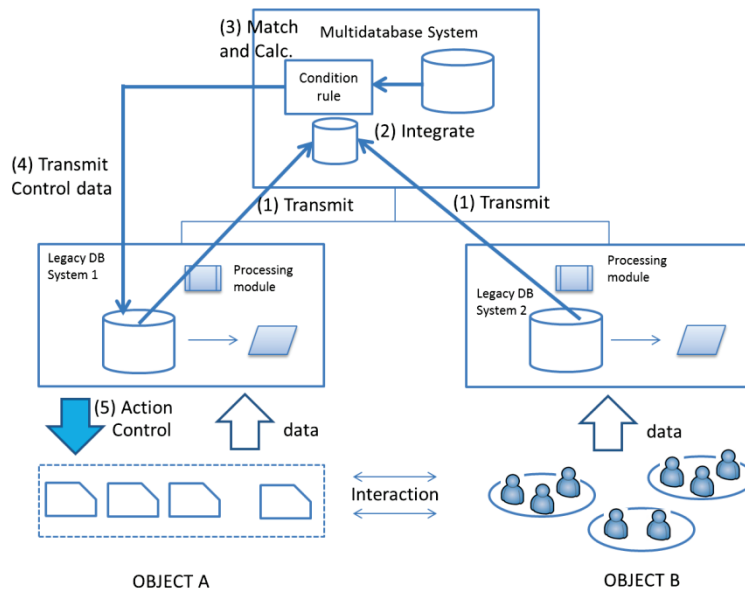 (3) Match
and Calc.
Multidatabase System
Condition
rule
(2) Integrate
(4) Transmit
Control data
(1) Transmit
(1) Transmit
Legacy DB
System 1
Processing
module
Legacy DB
System 2
Processing
module
(5) Action
Control
data
data
Interaction
OBJECT A
OBJECT B